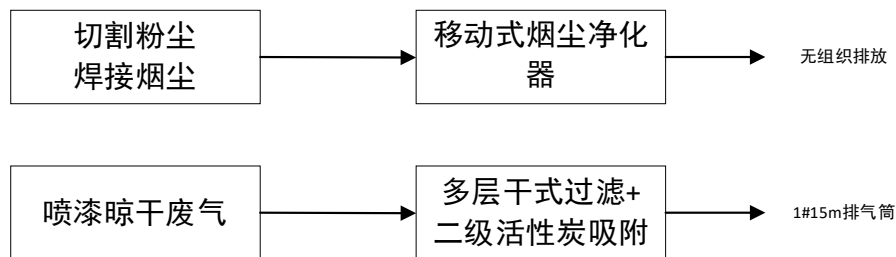 切割粉尘
焊接烟尘
移动式烟尘净化
器
无组织排放
喷漆晾干废气
多层干式过滤+
二级活性炭吸附
1#15m排气筒